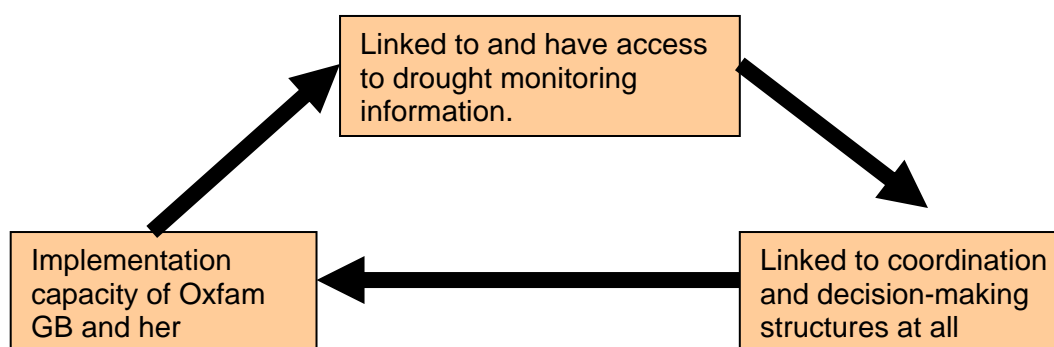 Linked to and have access
to drought monitoring
information.
Implementation
capacity of Oxfam
GB and her
Linked to coordination
and decision-making
structures at all